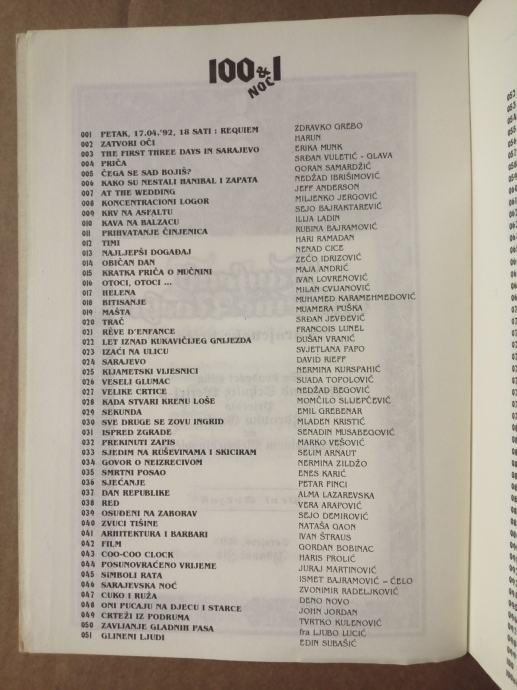 100 & 1
NOĆ
001 PETAK, 17.04.'92, 18 SATI : REQUIEM ZDRAVKO GREBO
002 ZATVORI OČI HARUN
003 THE FIRST THREE DAYS IN SARAJEVO ERIKA MUNK
004 PRIČA SRĐAN VULETIĆ - GLAVA
005 ČEGA SE SAD BOJIŠ? GORAN SAMARDŽIĆ
006 KAKO SU NESTALI HANIBAL I ZAPATA NEDŽAD IBRIŠIMOVIĆ
007 AT THE WEDDING JEFF ANDERSON
008 KONCENTRACIONI LOGOR MILJENKO JERGOVIĆ
009 KRV NA ASFALTU SEJO BAJRAKTAREVIĆ
010 KAVA NA BALZACU ILIJA LADIN
011 PRIHVATANJE ČINJENICA RUBINA BAJRAMOVIĆ
012 TIMI HARI RAMADAN
013 NAJLJEPŠI DOGAĐAJ NENAD CICE
014 OBIČAN DAN ZEĆO IDRIZOVIĆ
015 KRATKA PRIČA O MUČNINI MAJA ANDRIĆ
016 OTOCI, OTOCI ... IVAN LOVRENOVIĆ
017 HELENA MILAN CVIJANOVIĆ
018 BITISANJE MUHAMED KARAMEHMEDOVIĆ
019 MAŠTA MUAMERA PUŠKA
020 TRAČ SRĐAN JEVĐEVIĆ
021 RÊVE D'ENFANCE FRANCOIS LUNEL
022 LET IZNAD KUKAVIČIJEG GNIJEZDA DUŠAN VRANIĆ
023 IZAĆI NA ULICU SVJETLANA PAPO
024 SARAJEVO DAVID RIEFF
025 KIJAMETSKI VIJESNICI NERMINA KURSPAHIĆ
026 VESELI GLUMAC SUADA TOPOLOVIĆ
027 VELIKE CRTICE NEDŽAD BEGOVIĆ
028 KADA STVARI KRENU LOŠE MOMČILO SLIJEPČEVIĆ
029 SEKUNDA EMIL GREBENAR
030 SVE DRUGE SE ZOVU INGRID MLADEN KRISTIĆ
031 ISPRED ZGRADE SENADIN MUSABEGOVIĆ
032 PREKINUTI ZAPIS MARKO VEŠOVIĆ
033 SJEDIM NA RUŠEVINAMA I SKICIRAM SELIM ARNAUT
034 GOVOR O NEIZRECIVOM NERMINA ZILDŽO
035 SMRTNI POSAO ENES KARIĆ
036 SJEĆANJE PETAR FINCI
037 DAN REPUBLIKE ALMA LAZAREVSKA
038 RED VERA ARAPOVIĆ
039 OSUĐENI NA ZABORAV SEJO DEMIROVIĆ
040 ZVUCI TIŠINE NATAŠA GAON
041 ARHITEKTURA I BARBARI IVAN ŠTRAUS
042 FILM GORDAN BOBINAC
043 COO-COO CLOCK HARIS PROLIĆ
044 POSUNOVRAĆENO VRIJEME JURAJ MARTINOVIĆ
045 SIMBOLI RATA ISMET BAJRAMOVIĆ – ĆELO
046 SARAJEVSKA NOĆ ZVONIMIR RADELJKOVIĆ
047 CUKO I RUŽA DENO NOVO
048 ONI PUCAJU NA DJECU I STARCE JOHN JORDAN
049 CRTEŽI IZ PODRUMA TVRTKO KULENOVIĆ
050 ZAVIJANJE GLADNIH PASA fra LJUBO LUCIĆ
051 GLINENI LJUDI EDIN SUBAŠIĆ